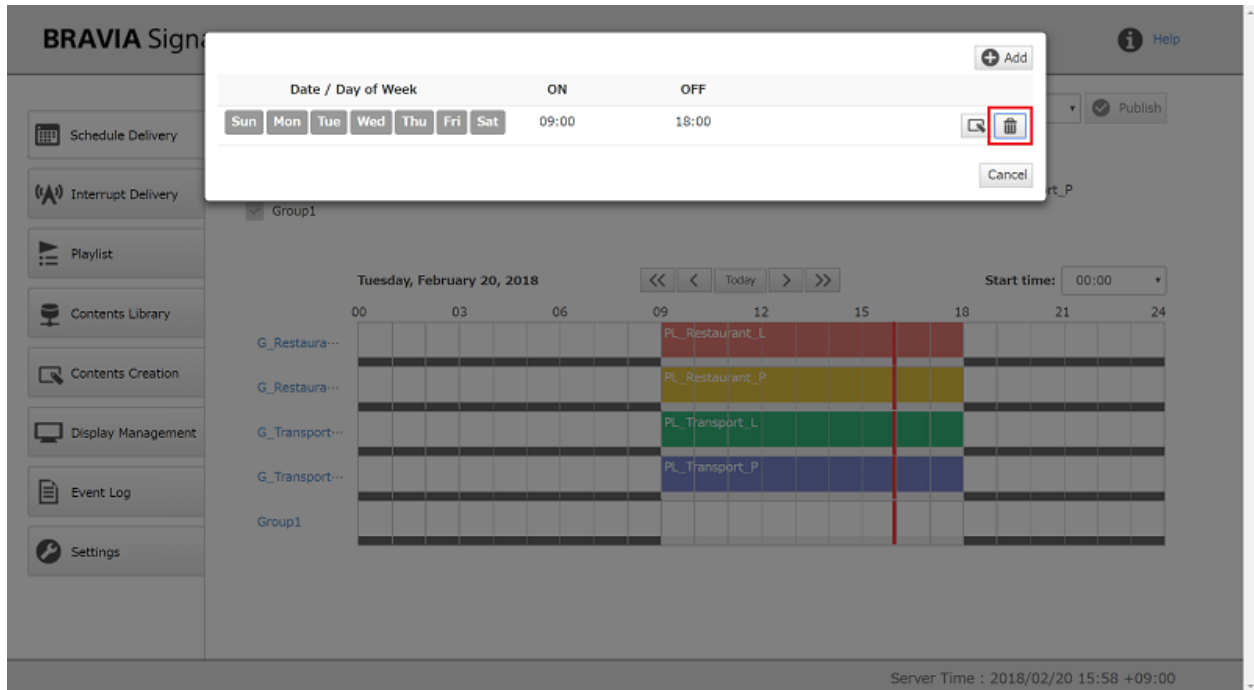 BRAVIA Signa
Help
Add
Date / Day of Week ON OFF
Sun Mon Tue Wed Thu Fri Sat 09:00 18:00
Cancel
Publish
rt_P
Group1
Schedule Delivery
Interrupt Delivery
Playlist
Contents Library
Contents Creation
Display Management
Event Log
Settings
Tuesday, February 20, 2018 << < Today > >> Start time: 00:00
00 03 06 09 12 15 18 21 24
G_Restaura… PL_Restaurant_L
G_Restaura… PL_Restaurant_P
G_Transport… PL_Transport_L
G_Transport… PL_Transport_P
Group1
Server Time : 2018/02/20 15:58 +09:00